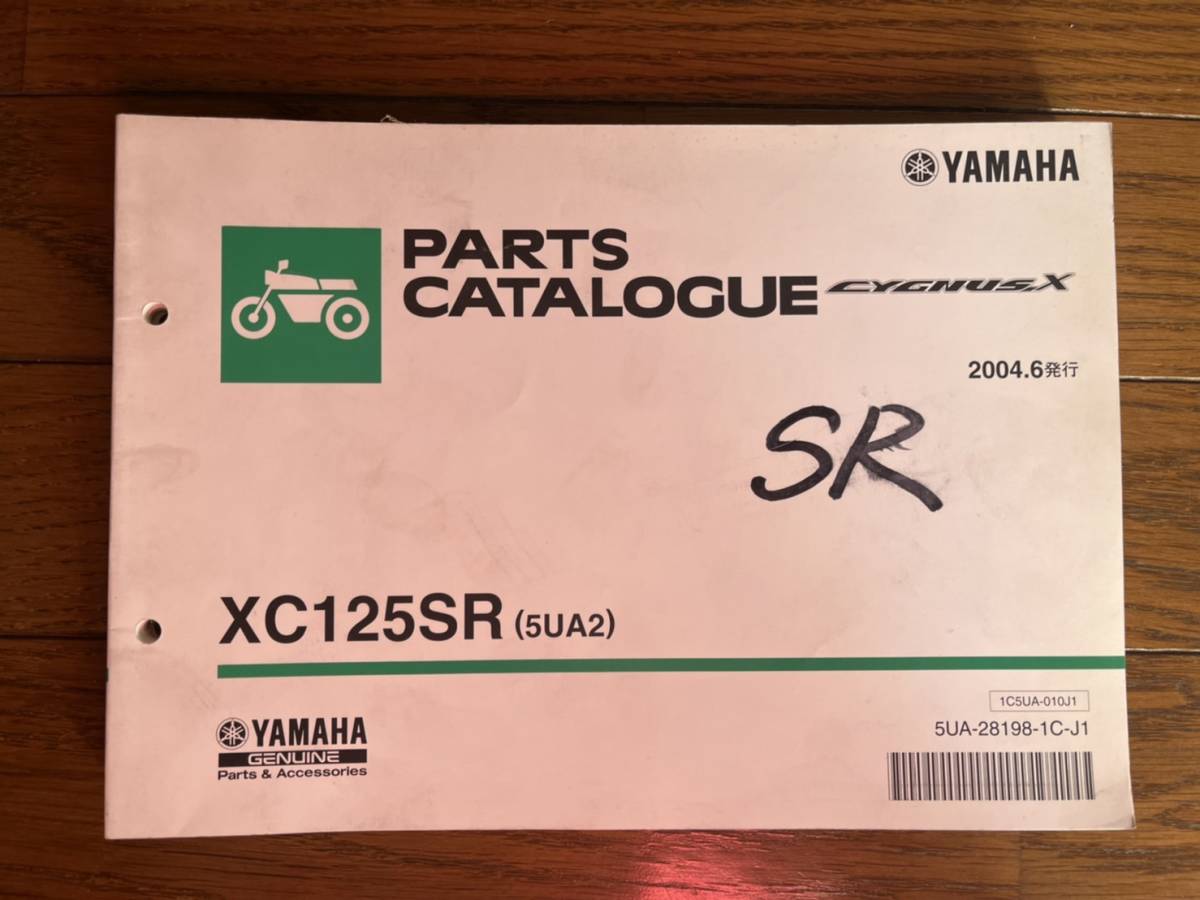 YAMAHA
PARTS
CATALOGUE CYGNUS.X
2004.6発行
SR
XC125SR (5UA2)
1C5UA-010J1
5UA-28198-1C-J1
YAMAHA
GENUINE
Parts & Accessories